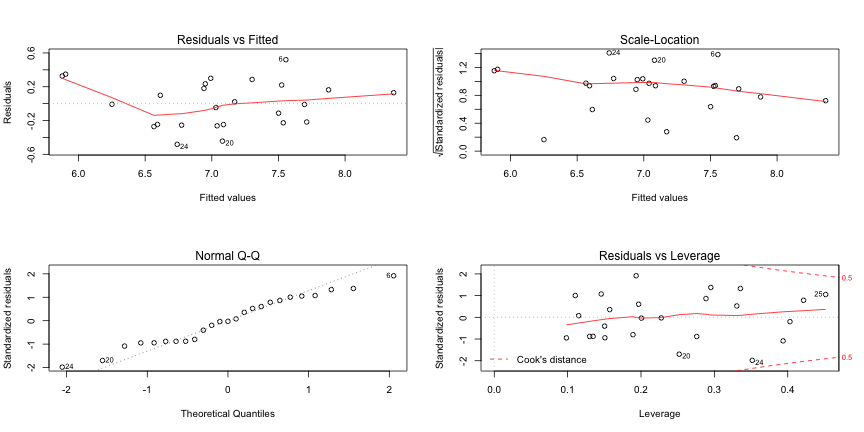 Residuals vs Fitted
Residuals
0.6
0.2
-0.2
-0.6
6
24
20
6.0 6.5 7.0 7.5 8.0
Fitted values
Scale-Location
√|Standardized residuals|
1.2
0.8
0.4
0.0
24
20
6
6.0 6.5 7.0 7.5 8.0
Fitted values
Normal Q-Q
Standardized residuals
2
1
0
-1
-2
6
20
24
-2 -1 0 1 2
Theoretical Quantiles
Residuals vs Leverage
Standardized residuals
2
1
0
-1
-2
0.5
25
20
24
0.5
Cook's distance
0.0 0.1 0.2 0.3 0.4
Leverage